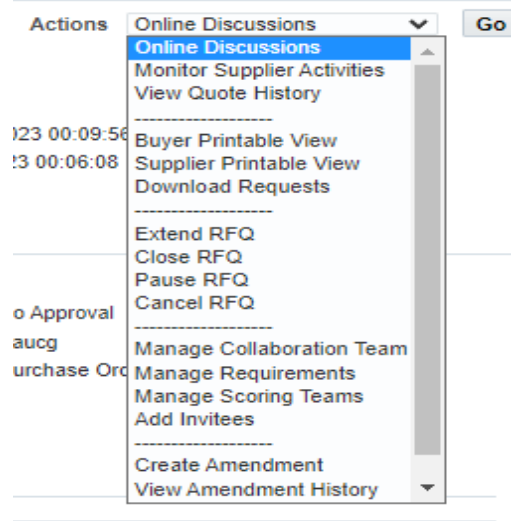 Actions Online Discussions Go
Online Discussions
Monitor Supplier Activities
View Quote History
-------------------
023 00:09:56
Buyer Printable View
23 00:06:08
Supplier Printable View
Download Requests
-------------------
Extend RFQ
Close RFQ
Pause RFQ
Cancel RFQ
o Approval
-------------------
aucg
Manage Collaboration Team
urchase Orc
Manage Requirements
Manage Scoring Teams
Add Invitees
-------------------
Create Amendment
View Amendment History